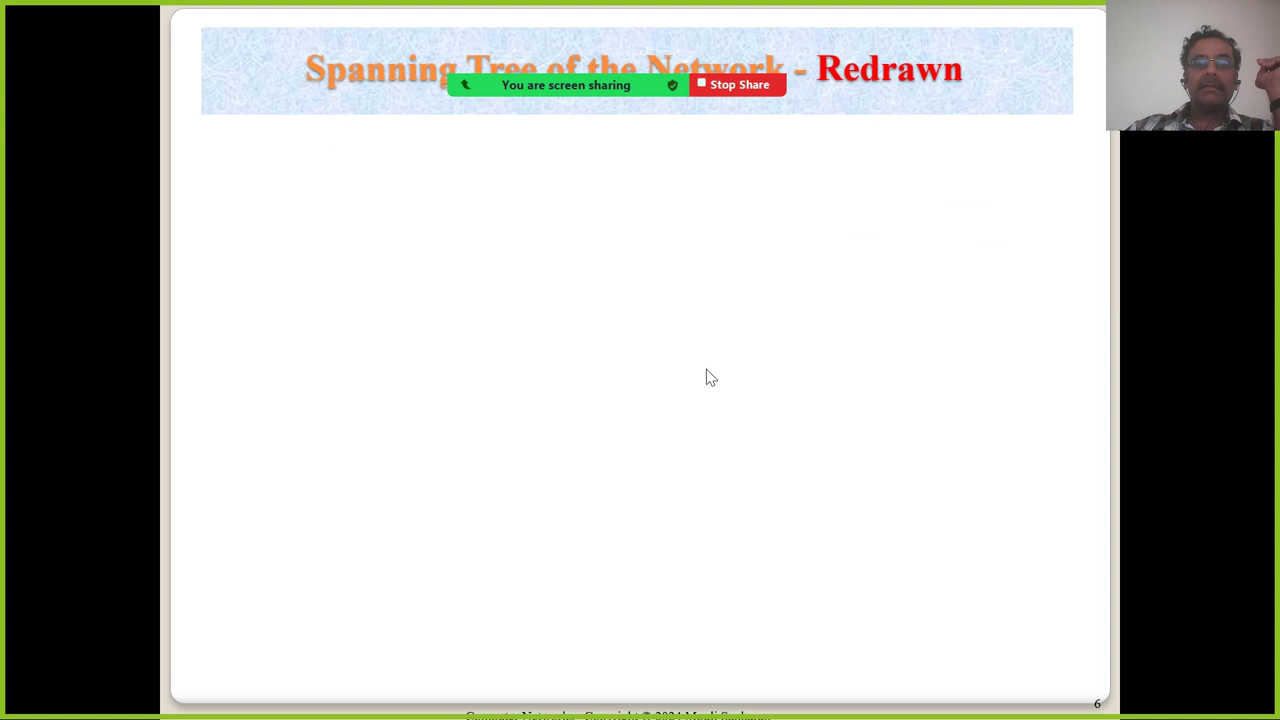 Spanning Tree of the Network - Redrawn
You are screen sharing
Stop Share
6